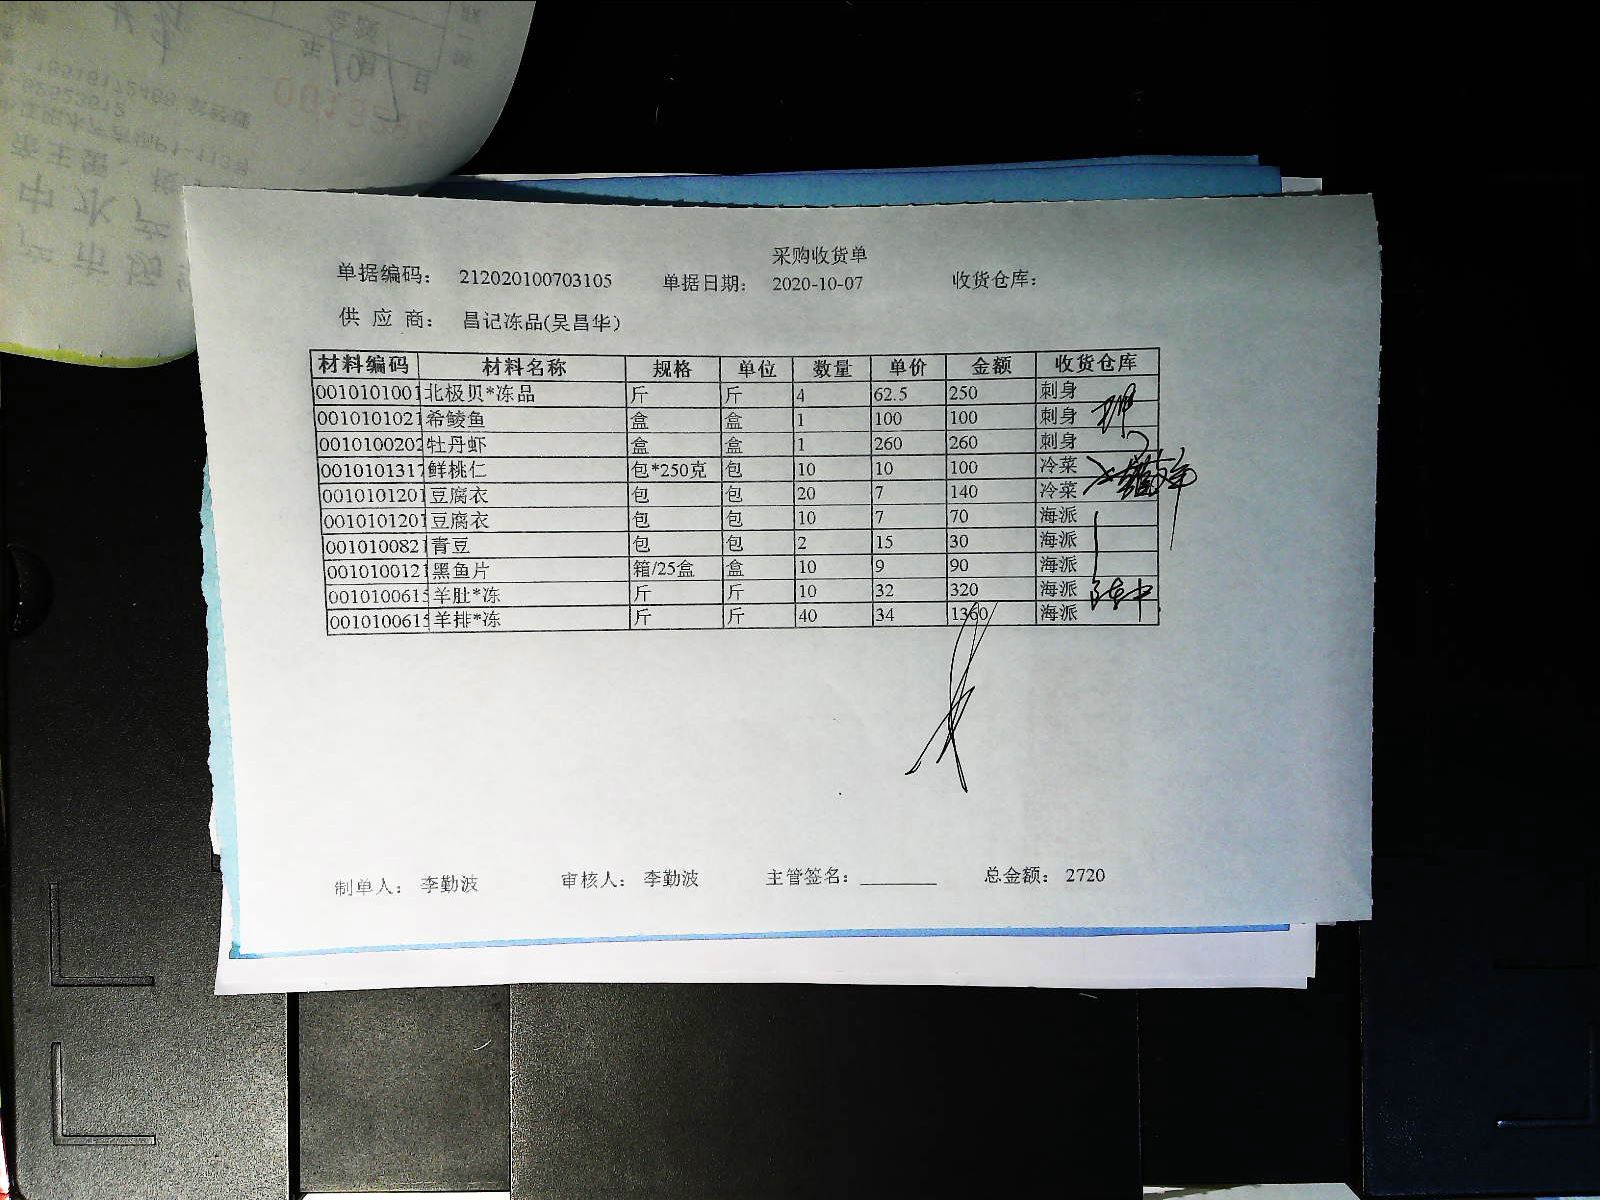 采购收货单
单据编码: 212020100703105 单据日期: 2020-10-07 收货仓库:
供 应 商: 昌记冻品(吴昌华)
材料编码 材料名称 规格 单位 数量 单价 金额 收货仓库
0010101001 北极贝*冻品 斤 斤 4 62.5 250 刺身
0010101021 希鲮鱼 盒 盒 1 100 100 刺身
0010100202 牡丹虾 盒 盒 1 260 260 刺身
0010101317 鲜桃仁 包*250克 包 10 10 100 冷菜
0010101201 豆腐衣 包 包 20 7 140 冷菜
0010101201 豆腐衣 包 包 10 7 70 海派
0010100821 青豆 包 包 2 15 30 海派
0010100121 黑鱼片 箱/25盒 盒 10 9 90 海派
0010100615 羊肚*冻 斤 斤 10 32 320 海派
0010100615 羊排*冻 斤 斤 40 34 1360 海派
制单人: 李勤波 审核人: 李勤波 主管签名: 总金额: 2720